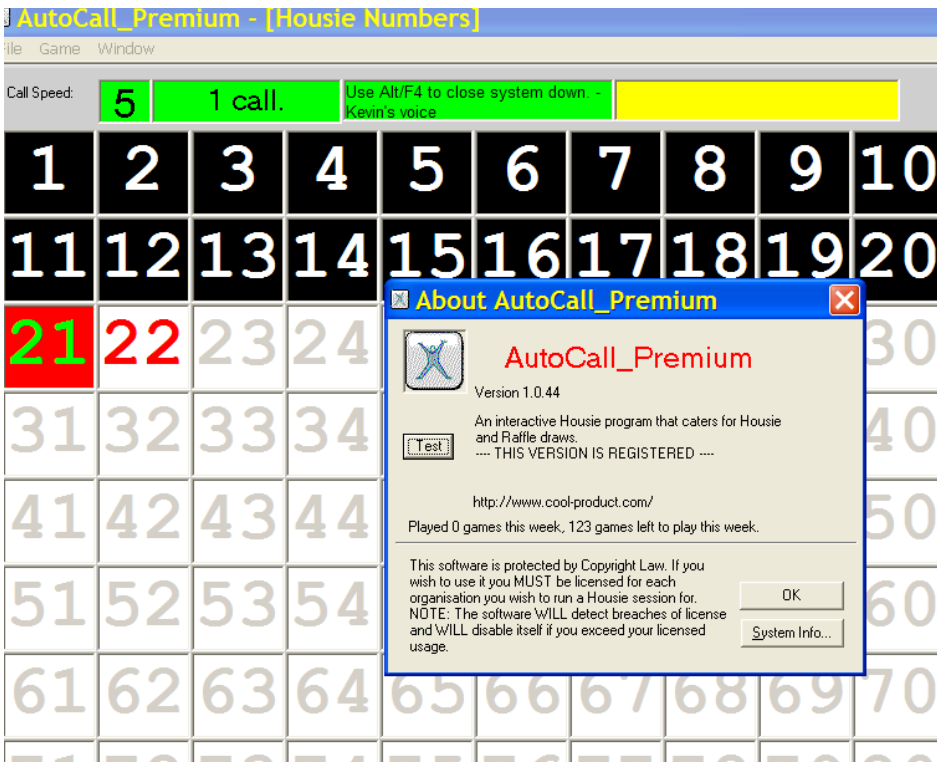 AutoCall_Premium - [Housie Numbers]
File Game Window
Call Speed:
5
1 call.
Use Alt/F4 to close system down. -
Kevin's voice
1 2 3 4 5 6 7 8 9 10
11 12 13 14 15 16 17 18 19 20
21 22 23 24 30
31 32 33 34 40
41 42 43 44 50
51 52 53 54 60
61 62 63 64 65 66 67 68 69 70
About AutoCall_Premium
AutoCall_Premium
Version 1.0.44
An interactive Housie program that caters for Housie
and Raffle draws.
---- THIS VERSION IS REGISTERED ----
Test
http://www.cool-product.com/
Played 0 games this week, 123 games left to play this week.
This software is protected by Copyright Law. If you
wish to use it you MUST be licensed for each
organisation you wish to run a Housie session for.
NOTE: The software WILL detect breaches of license
and WILL disable itself if you exceed your licensed
usage.
OK
System Info...